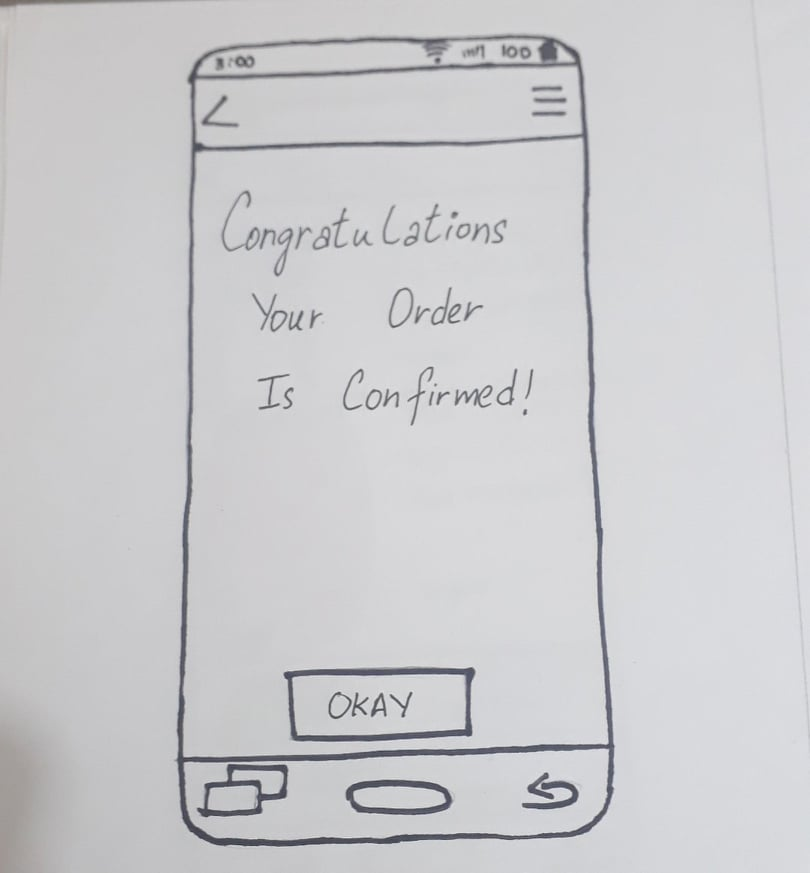 3:00 100
Congratulations
Your Order
Is Confirmed!
OKAY